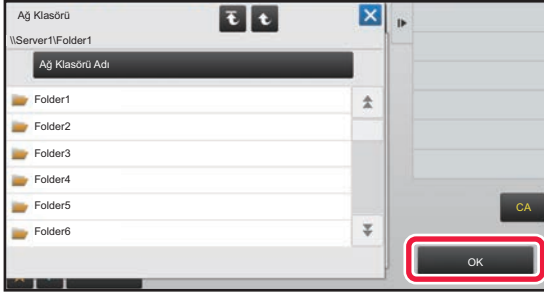 Ağ Klasörü
\\Server1\Folder1
Ağ Klasörü Adı
Folder1
Folder2
Folder3
Folder4
Folder5
Folder6
CA
OK